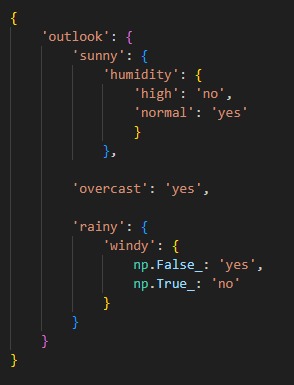 {
    'outlook': {
        'sunny': {
            'humidity': {
                'high': 'no',
                'normal': 'yes'
                }
            },

        'overcast': 'yes',

        'rainy': {
            'windy': {
                np.False_: 'yes',
                np.True_: 'no'
            }
        }
    }
}